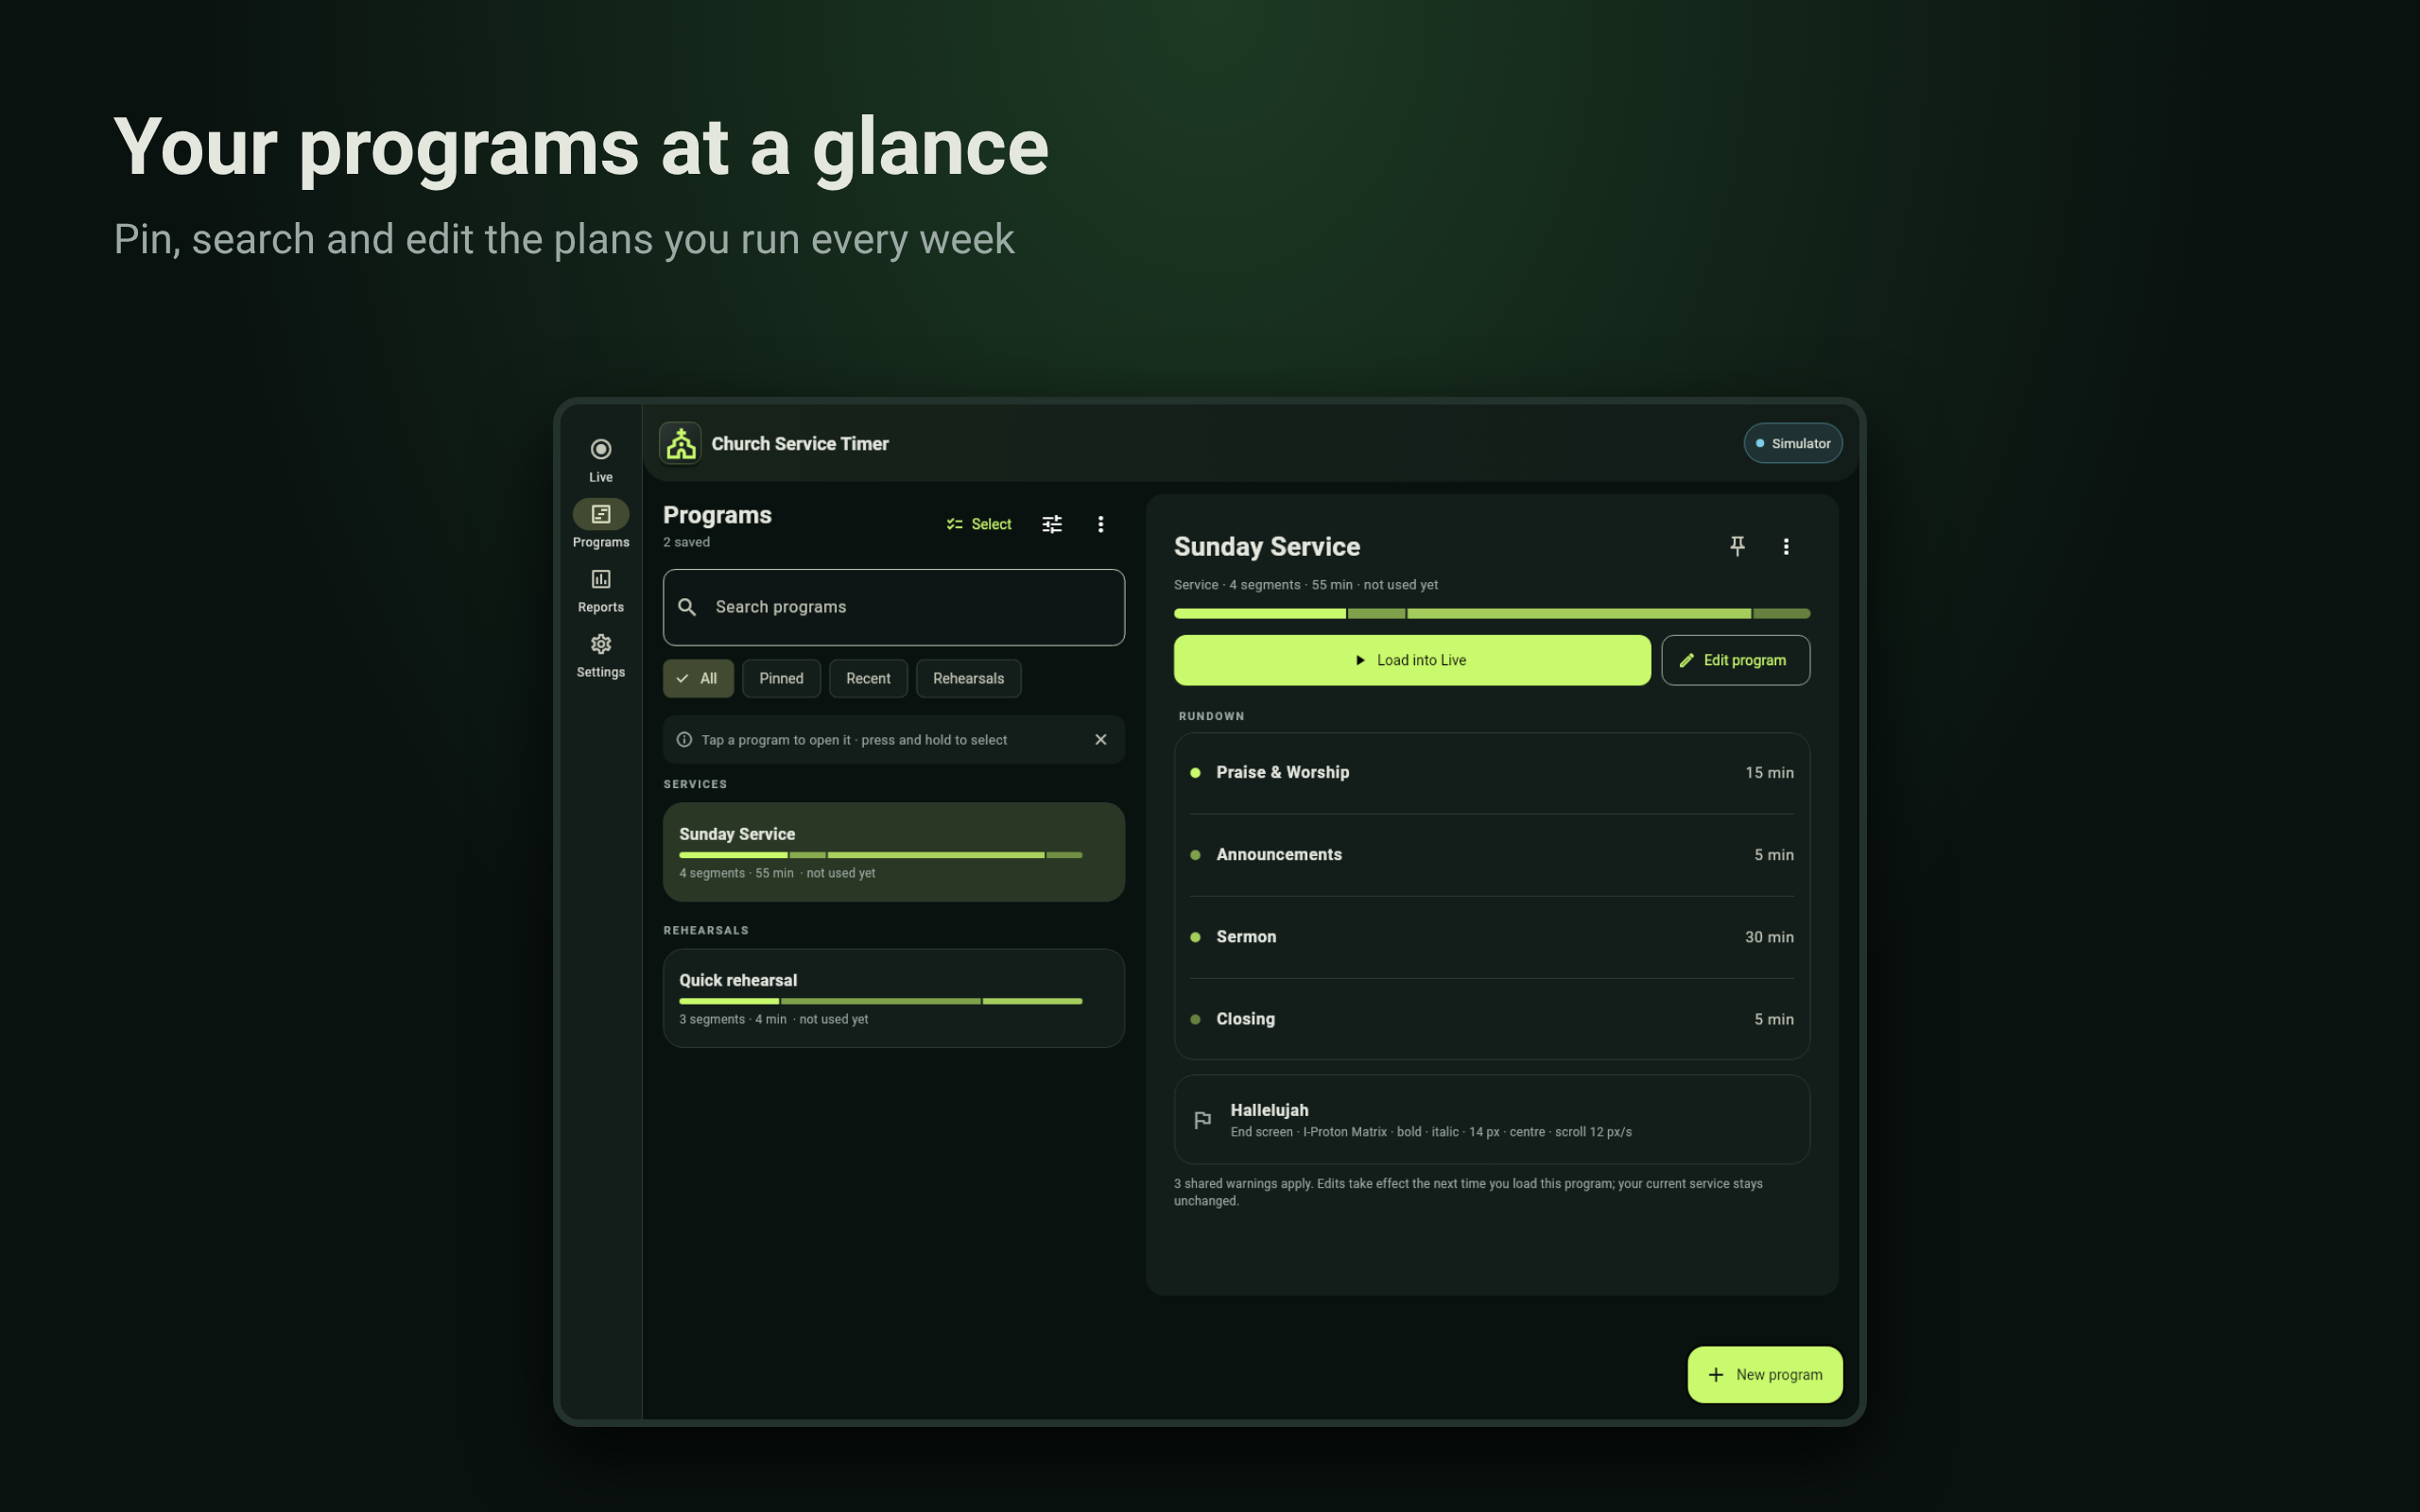 Your programs at a glance
Pin, search and edit the plans you run every week
Church Service Timer
Simulator
Live
Programs
Reports
Settings
Programs
2 saved
Select
Search programs
All
Pinned
Recent
Rehearsals
Tap a program to open it · press and hold to select
SERVICES
Sunday Service
4 segments · 55 min · not used yet
REHEARSALS
Quick rehearsal
3 segments · 4 min · not used yet
Sunday Service
Service · 4 segments · 55 min · not used yet
Load into Live
Edit program
RUNDOWN
Praise & Worship 15 min
Announcements 5 min
Sermon 30 min
Closing 5 min
Hallelujah
End screen · I-Proton Matrix · bold · italic · 14 px · centre · scroll 12 px/s
3 shared warnings apply. Edits take effect the next time you load this program; your current service stays
unchanged.
New program